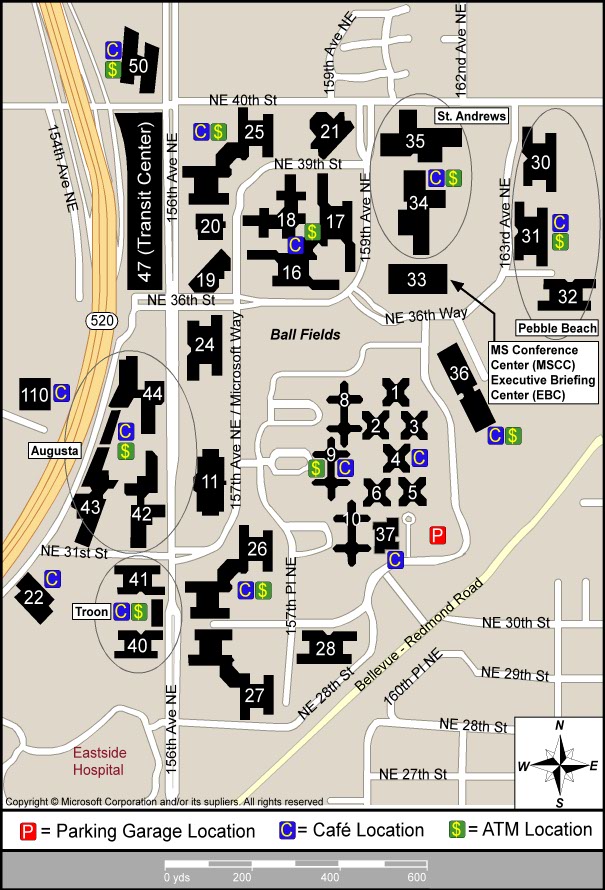 159th Ave NE
162nd Ave NE
C
$
50
NE 40th St
St. Andrews
C $
25
21
35
30
154th Ave NE
47 (Transit Center)
156th Ave NE
NE 39th St
C $
34
159th Ave NE
163rd Ave NE
18
17
20
$
C
31
C
$
16
19
33
32
NE 36th St
NE 36th Way
Pebble Beach
520
Ball Fields
24
157th Ave NE / Microsoft Way
MS Conference
Center (MSCC)
Executive Briefing
Center (EBC)
36
110
C
44
8
1
2
3
C
$
C $
Augusta
9
$
C
4
C
11
6
5
43
42
10
37
P
C
NE 31st St
26
41
C
22
Troon
C $
C $
157th Pl NE
40
28
NE 30th St
Bellevue - Redmond Road
160th Pl NE
NE 29th St
27
NE 28th St
NE 28th St
156th Ave NE
Eastside
Hospital
NE 27th St
N
W
E
S
Copyright © Microsoft Corporation and/or its supliers. All rights reserved
P = Parking Garage Location
C = Café Location
$ = ATM Location
0 yds 200 400 600